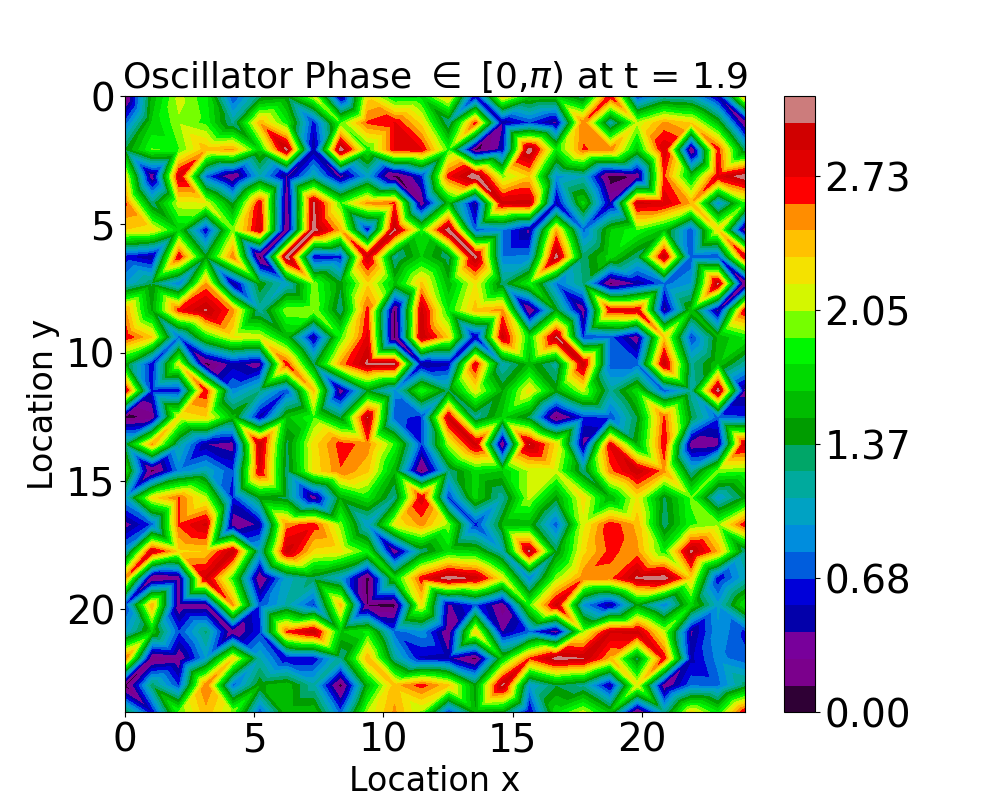 Oscillator Phase ∈ [0,π) at t = 1.9
0
5
10
15
20
Location y
0 5 10 15 20
Location x
2.73
2.05
1.37
0.68
0.00